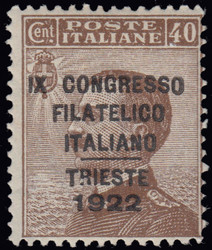 POSTE
Cent ITALIANE 40
IX CONGRESSO
FILATELICO
ITALIANO
TRIESTE
1922